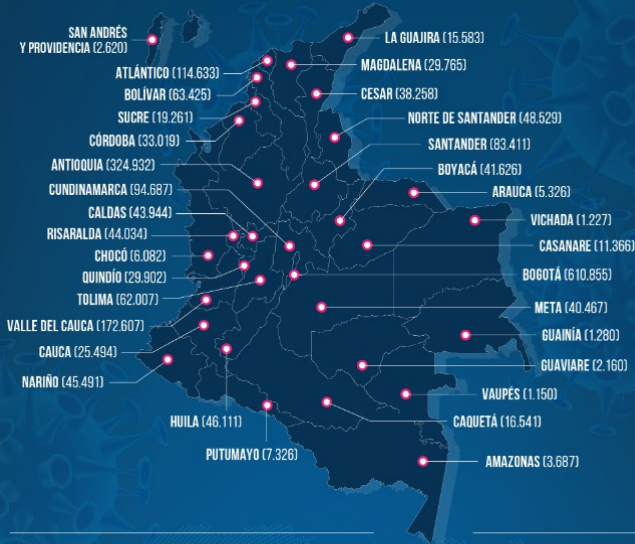 SAN ANDRÉS
Y PROVIDENCIA (2.620)
ATLÁNTICO (114.633)
BOLÍVAR (63.425)
SUCRE (19.261)
CÓRDOBA (33.019)
ANTIOQUIA (324.932)
CUNDINAMARCA (94.687)
CALDAS (43.944)
RISARALDA (44.034)
CHOCÓ (6.082)
QUINDÍO (29.902)
TOLIMA (62.007)
VALLE DEL CAUCA (172.607)
CAUCA (25.494)
NARIÑO (45.491)
HUILA (46.111)
PUTUMAYO (7.326)
LA GUAJIRA (15.583)
MAGDALENA (29.765)
CESAR (38.258)
NORTE DE SANTANDER (48.529)
SANTANDER (83.411)
BOYACÁ (41.626)
ARAUCA (5.326)
VICHADA (1.227)
CASANARE (11.366)
BOGOTÁ (610.855)
META (40.467)
GUAINÍA (1.280)
GUAVIARE (2.160)
VAUPÉS (1.150)
CAQUETÁ (16.541)
AMAZONAS (3.687)